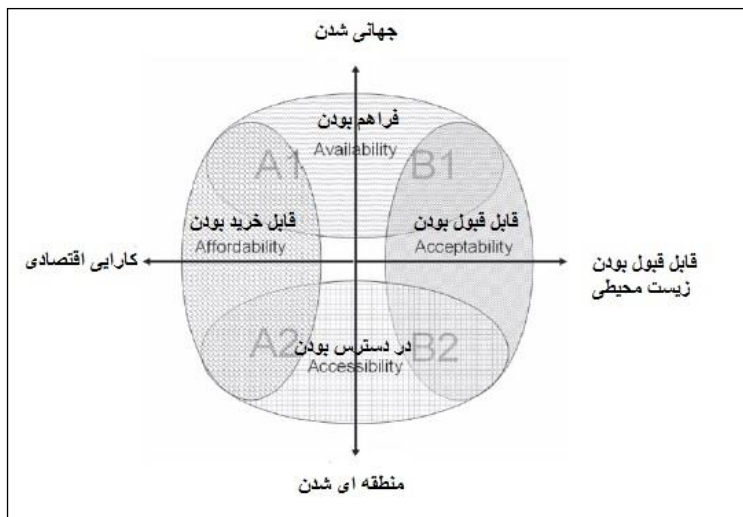 جهانی شدن
فراهم بودن
Availability
A1
B1
قابل خرید بودن
Affordability
قابل قبول بودن
Acceptability
کارایی اقتصادی
قابل قبول بودن
زیست محیطی
A2
B2
در دسترس بودن
Accessibility
منطقه ای شدن